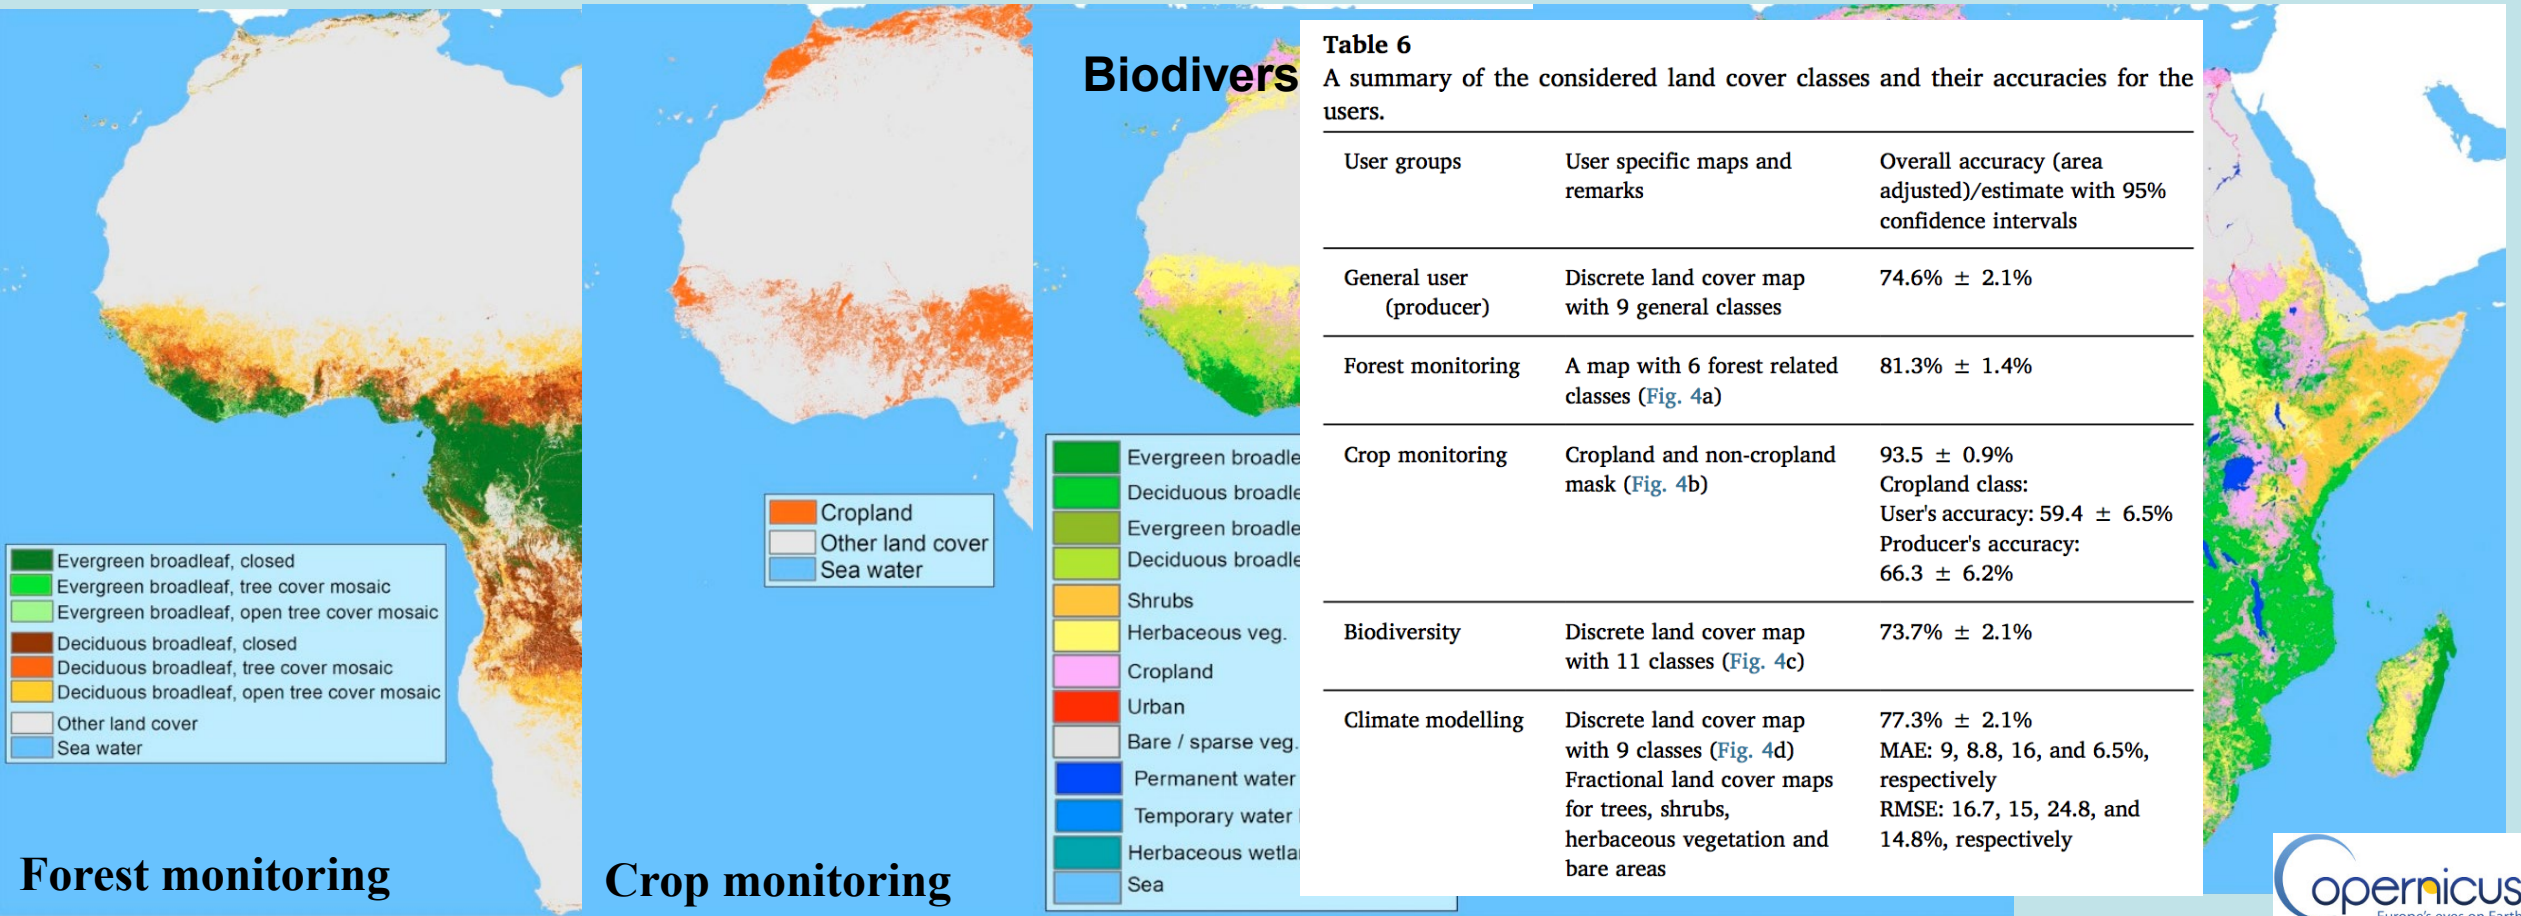 Evergreen broadleaf, closed
Evergreen broadleaf, tree cover mosaic
Evergreen broadleaf, open tree cover mosaic
Deciduous broadleaf, closed
Deciduous broadleaf, tree cover mosaic
Deciduous broadleaf, open tree cover mosaic
Other land cover
Sea water
Forest monitoring
Cropland
Other land cover
Sea water
Crop monitoring
Biodivers
Evergreen broadle
Deciduous broadle
Evergreen broadle
Deciduous broadle
Shrubs
Herbaceous veg.
Cropland
Urban
Bare / sparse veg.
Permanent water
Temporary water
Herbaceous wetla
Sea
Table 6
A summary of the considered land cover classes and their accuracies for the
users.
User groups
User specific maps and
remarks
Overall accuracy (area
adjusted)/estimate with 95%
confidence intervals
General user
(producer)
Discrete land cover map
with 9 general classes
74.6% ± 2.1%
Forest monitoring
A map with 6 forest related
classes (Fig. 4a)
81.3% ± 1.4%
Crop monitoring
Cropland and non-cropland
mask (Fig. 4b)
93.5 ± 0.9%
Cropland class:
User's accuracy: 59.4 ± 6.5%
Producer's accuracy:
66.3 ± 6.2%
Biodiversity
Discrete land cover map
with 11 classes (Fig. 4c)
73.7% ± 2.1%
Climate modelling
Discrete land cover map
with 9 classes (Fig. 4d)
Fractional land cover maps
for trees, shrubs,
herbaceous vegetation and
bare areas
77.3% ± 2.1%
MAE: 9, 8.8, 16, and 6.5%,
respectively
RMSE: 16.7, 15, 24.8, and
14.8%, respectively
Copernicus
Europe's eyes on Earth